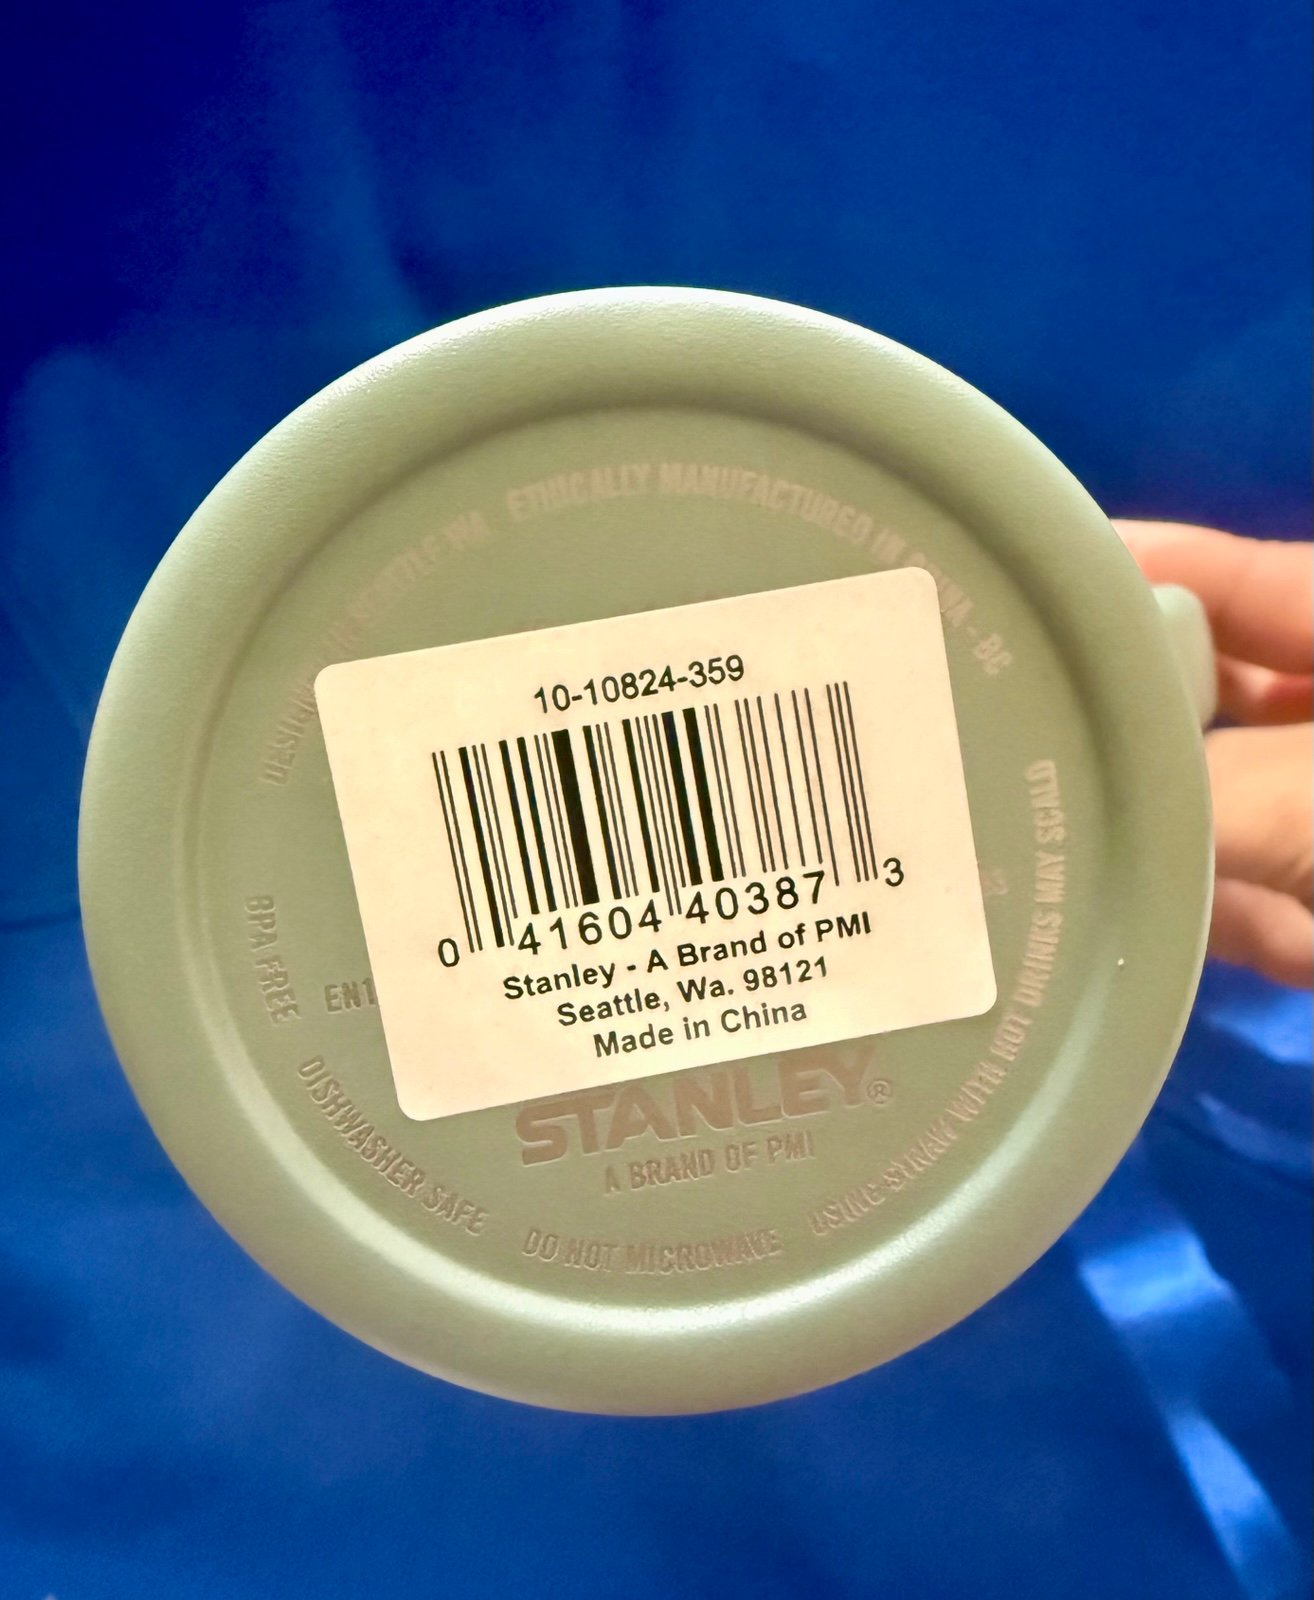 ETHICALLY MANUFACTURED IN
- BC
10-10824-359
0 41604 40387 3
Stanley - A Brand of PMI
Seattle, Wa. 98121
Made in China
BPA FREE
EN1
STANLEY®
A BRAND OF PMI
DISHWASHER SAFE
DO NOT MICROWAVE
USING STRAW WITH HOT DRINKS MAY SCALD